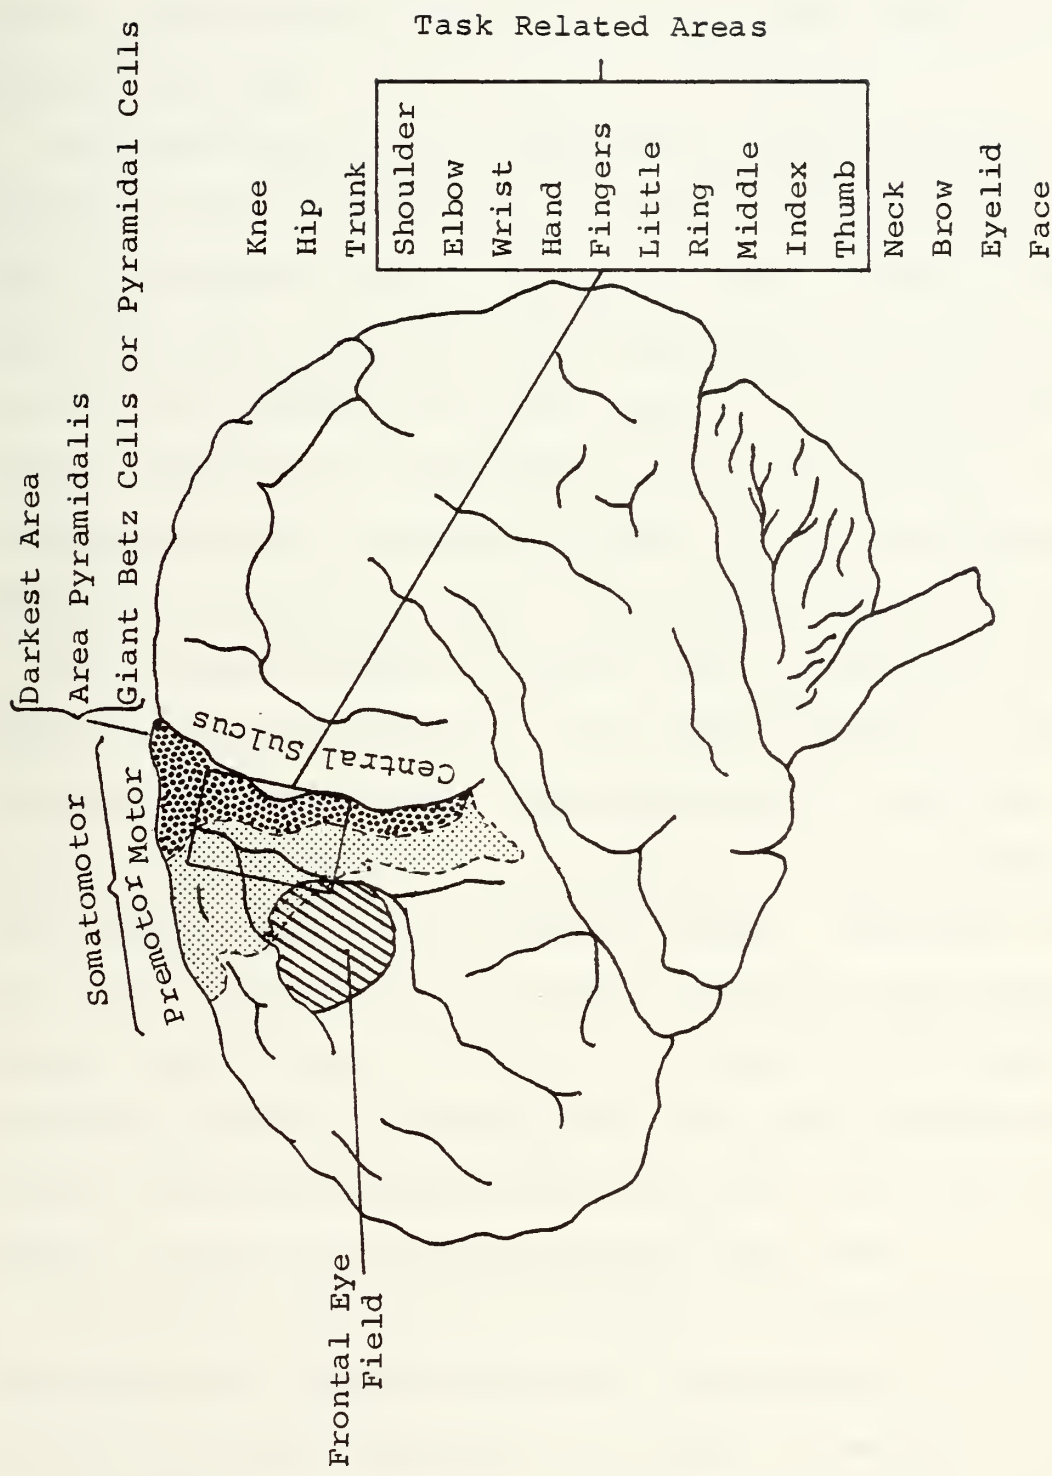 Task Related Areas
Darkest Area
Area Pyramidalis
Giant Betz Cells or Pyramidal Cells
Somatomotor
Premotor
Motor
Central Sulcus
Frontal Eye
Field
Knee
Hip
Trunk
Shoulder
Elbow
Wrist
Hand
Fingers
Little
Ring
Middle
Index
Thumb
Neck
Brow
Eyelid
Face